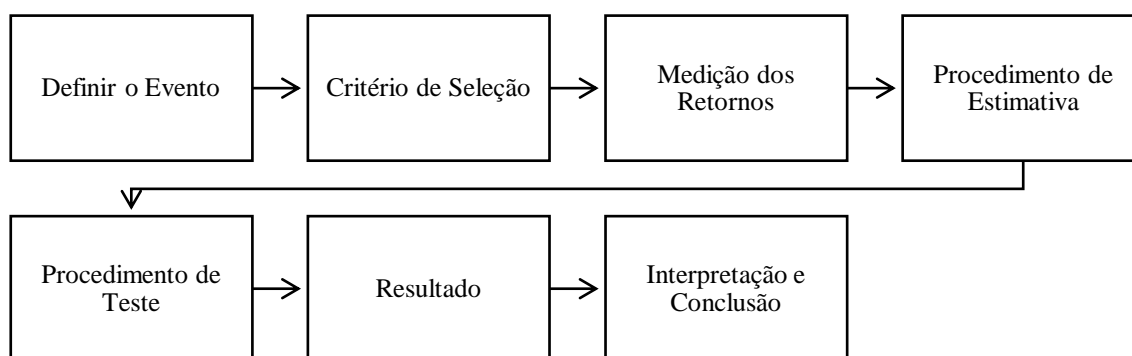 Definir o Evento
Critério de Seleção
Medição dos
Retornos
Procedimento de
Estimativa
Procedimento de
Teste
Resultado
Interpretação e
Conclusão